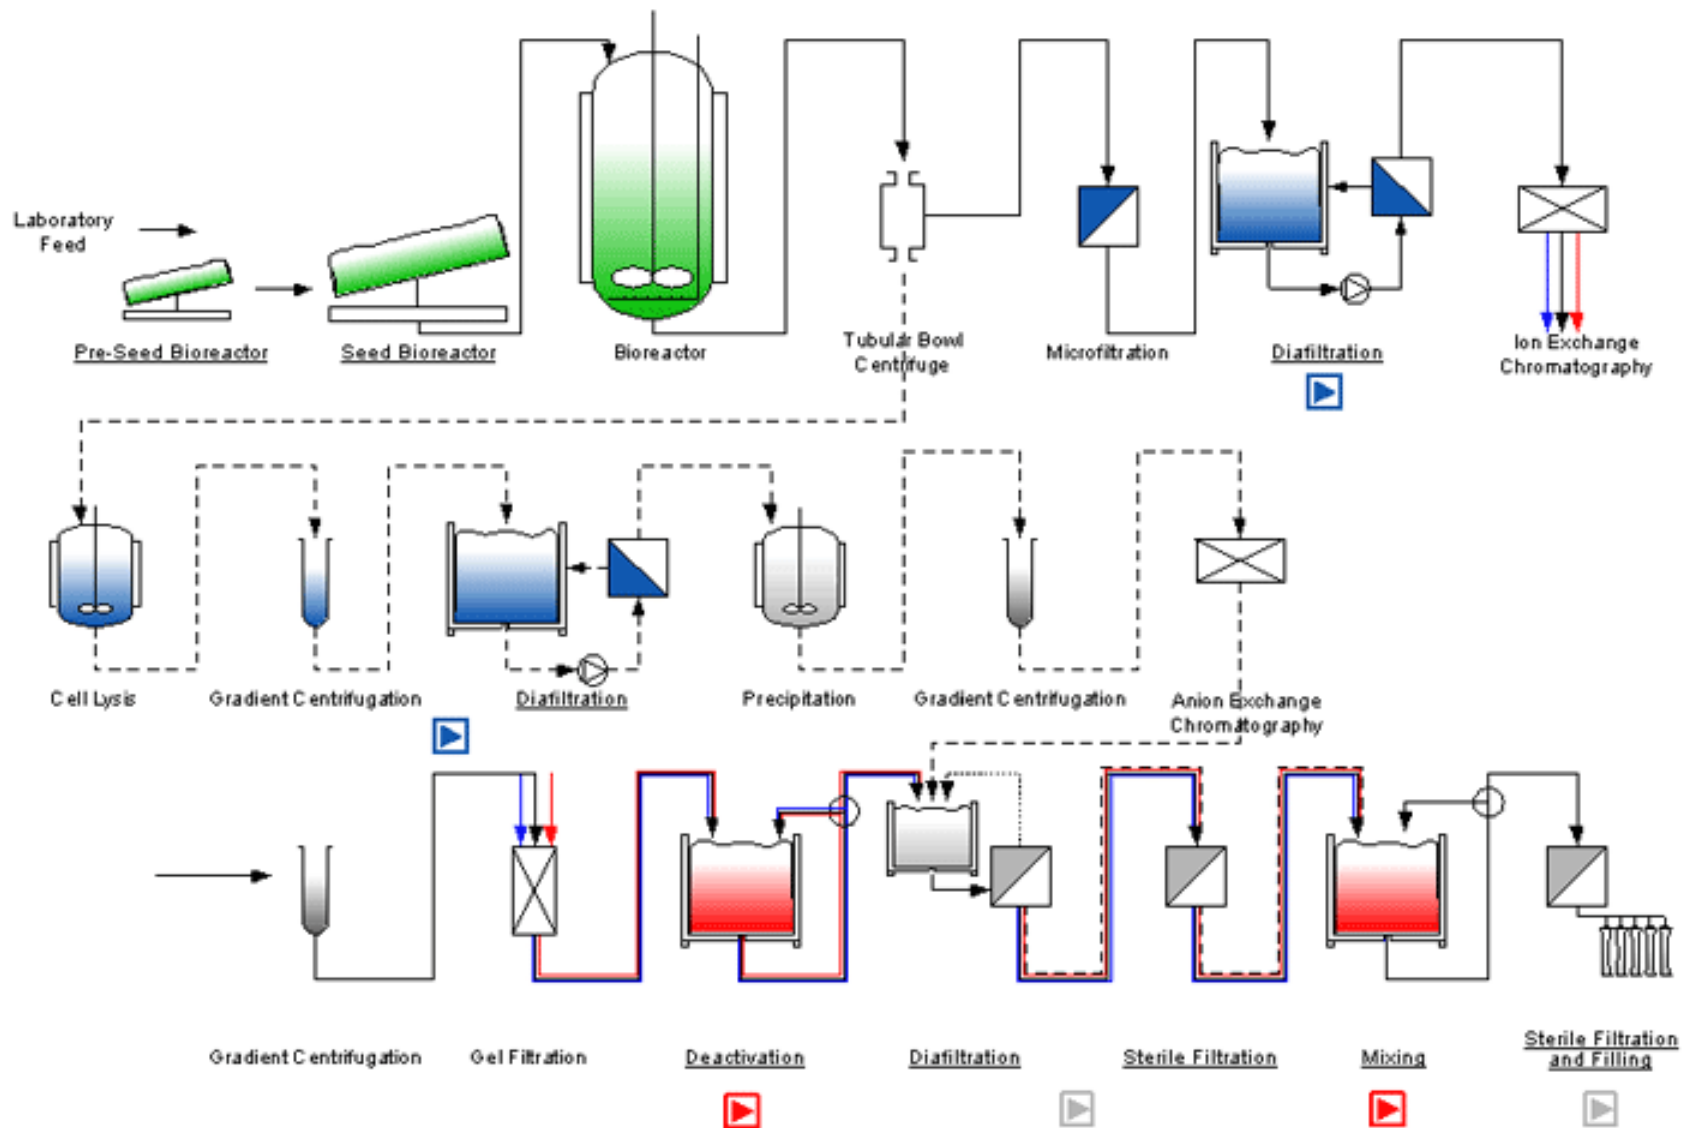 Laboratory
Feed
Pre-Seed Bioreactor
Seed Bioreactor
Bioreactor
Tubular Bowl
Centrifuge
Microfiltration
Diafiltration
Ion Exchange
Chromatography
Cell Lysis
Gradient Centrifugation
Diafiltration
Precipitation
Gradient Centrifugation
Anion Exchange
Chromatography
Gradient Centrifugation
Gel Filtration
Deactivation
Diafiltration
Sterile Filtration
Mixing
Sterile Filtration
and Filling